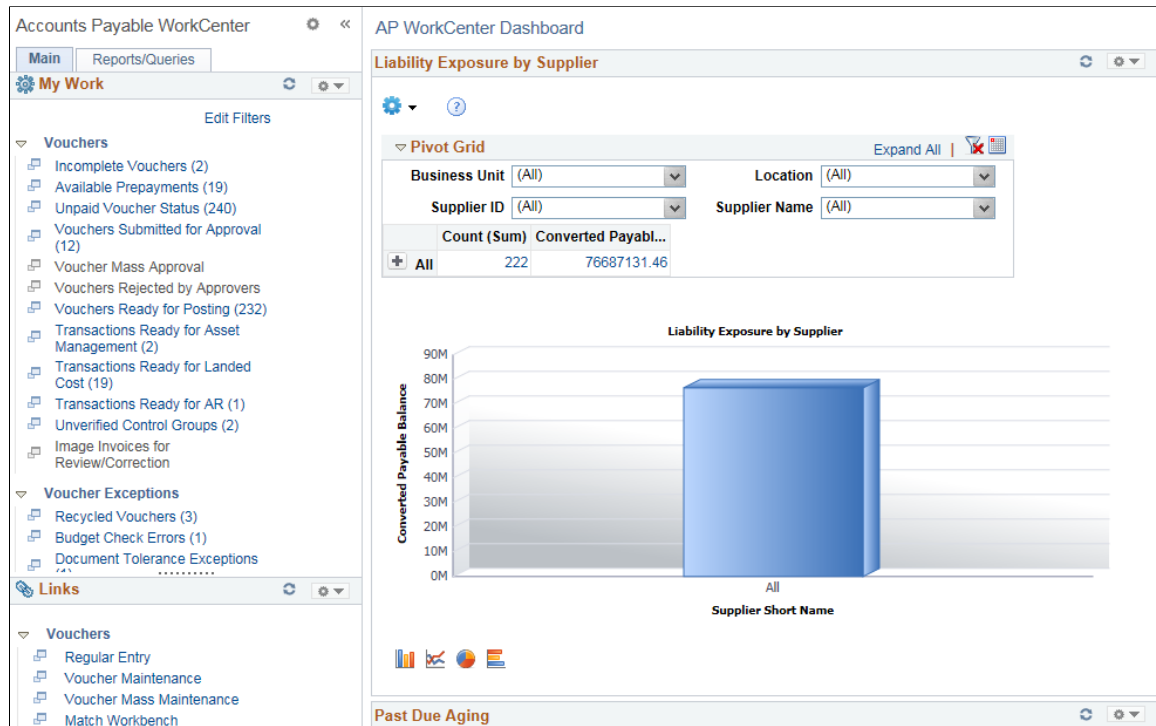 Accounts Payable WorkCenter
Main
Reports/Queries
My Work
Edit Filters
Vouchers
Incomplete Vouchers (2)
Available Prepayments (19)
Unpaid Voucher Status (240)
Vouchers Submitted for Approval
(12)
Voucher Mass Approval
Vouchers Rejected by Approvers
Vouchers Ready for Posting (232)
Transactions Ready for Asset
Management (2)
Transactions Ready for Landed
Cost (19)
Transactions Ready for AR (1)
Unverified Control Groups (2)
Image Invoices for
Review/Correction
Voucher Exceptions
Recycled Vouchers (3)
Budget Check Errors (1)
Document Tolerance Exceptions
Links
Vouchers
Regular Entry
Voucher Maintenance
Voucher Mass Maintenance
Match Workbench
AP WorkCenter Dashboard
Liability Exposure by Supplier
Pivot Grid
Expand All |
Business Unit (All) Location (All)
Supplier ID (All) Supplier Name (All)
Count (Sum) Converted Payabl...
All 222 76687131.46
Liability Exposure by Supplier
Converted Payable Balance
90M
80M
70M
60M
50M
40M
30M
20M
10M
0M
All
Supplier Short Name
Past Due Aging